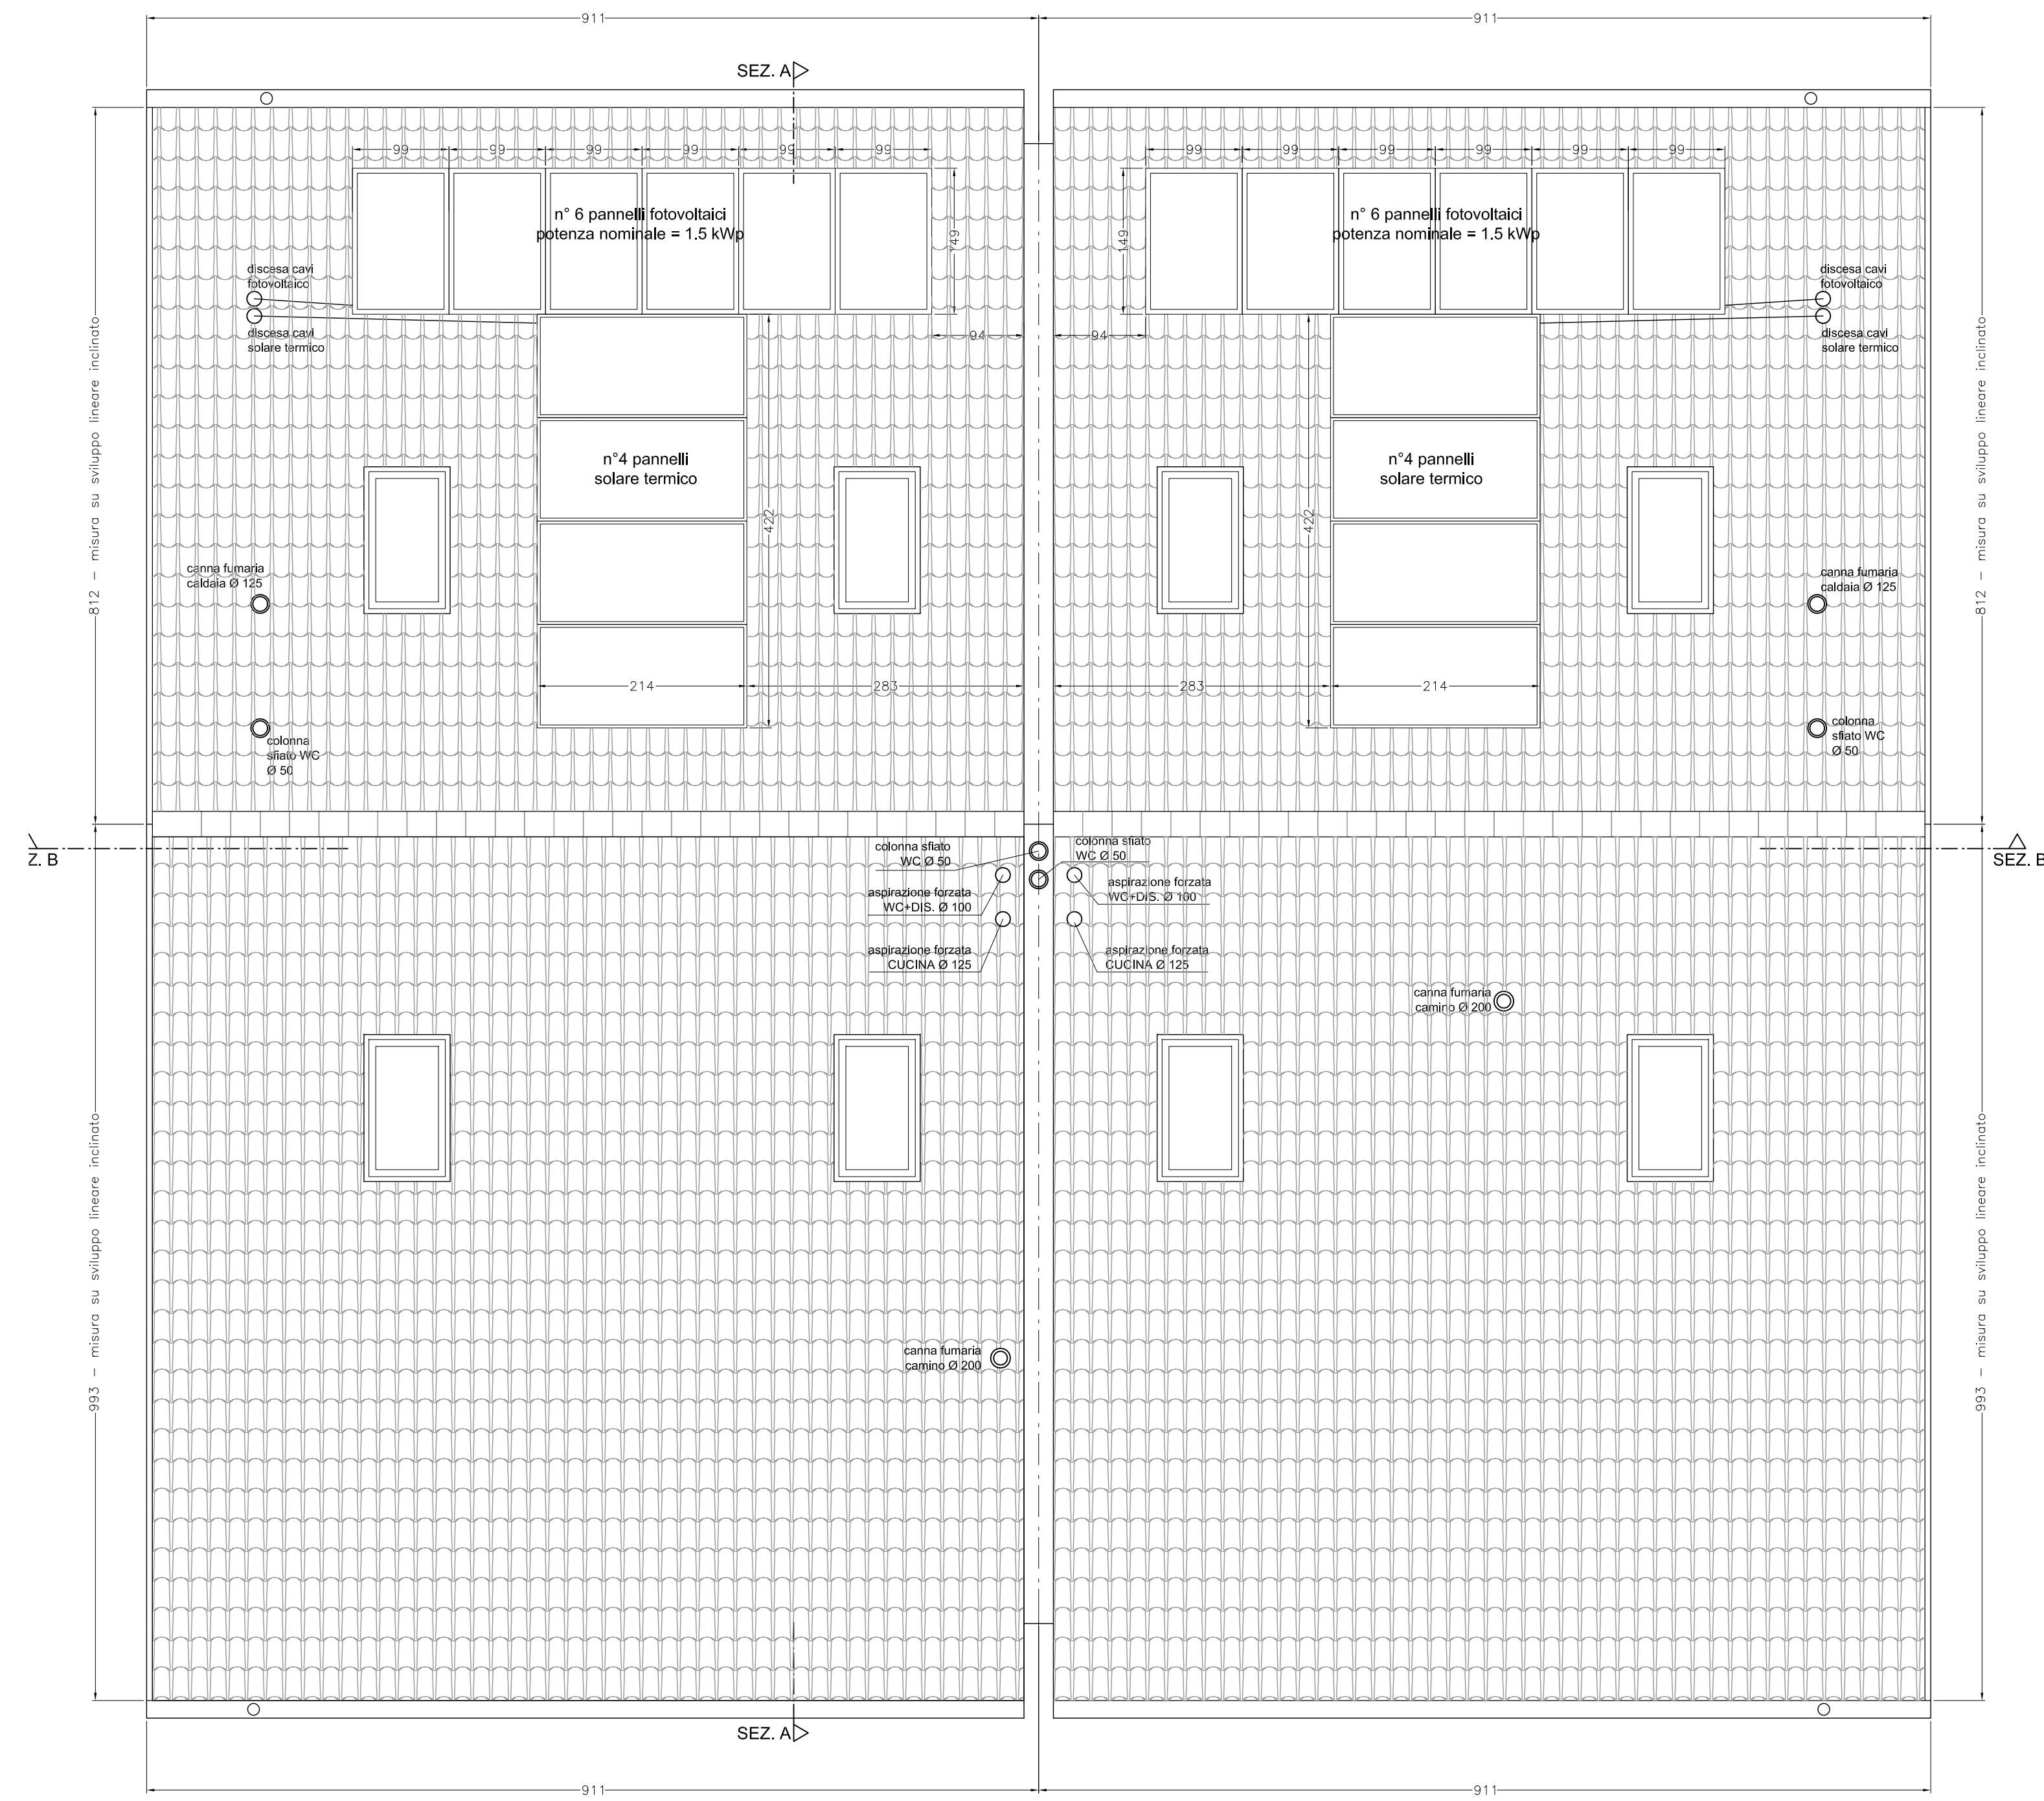 911
911
SEZ. A
99
99
99
99
99
99
99
99
99
99
99
99
n° 6 pannelli fotovoltaici
potenza nominale = 1.5 kWp
149
149
n° 6 pannelli fotovoltaici
potenza nominale = 1.5 kWp
discesa cavi
fotovoltaico
discesa cavi
solare termico
discesa cavi
fotovoltaico
discesa cavi
solare termico
94
94
812 - misura su sviluppo lineare inclinato
812 - misura su sviluppo lineare inclinato
n°4 pannelli
solare termico
n°4 pannelli
solare termico
422
422
canna fumaria
caldaia Ø 125
canna fumaria
caldaia Ø 125
214
283
283
214
colonna
sfiato WC
Ø 50
colonna
sfiato WC
Ø 50
Z. B
SEZ. B
colonna sfiato
WC Ø 50
colonna sfiato
WC Ø 50
aspirazione forzata
WC+DIS. Ø 100
aspirazione forzata
WC+DIS. Ø 100
aspirazione forzata
CUCINA Ø 125
aspirazione forzata
CUCINA Ø 125
canna fumaria
camino Ø 200
993 - misura su sviluppo lineare inclinato
993 - misura su sviluppo lineare inclinato
canna fumaria
camino Ø 200
SEZ. A
911
911